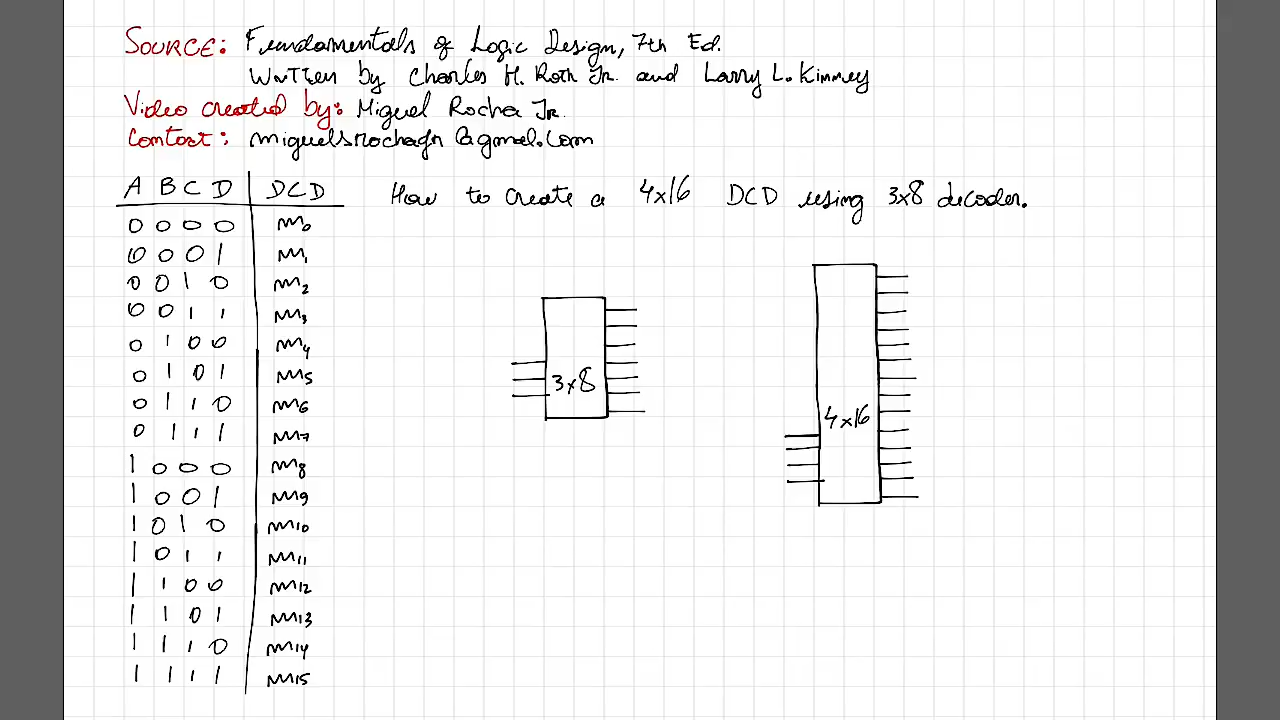 SOURCE: Fundamentals of Logic Design, 7th Ed.
Written by Charles H. Roth Jr. and Larry L. Kinney
Video created by: Miguel Rocha Jr.
Contact: miguelsrochajr@gmail.com
A B C D DCD How to create a 4x16 DCD using 3x8 decoder.
0 0 0 0 m0
0 0 0 1 m1
0 0 1 0 m2
0 0 1 1 m3
0 1 0 0 m4
0 1 0 1 m5
0 1 1 0 m6
0 1 1 1 m7
1 0 0 0 m8
1 0 0 1 m9
1 0 1 0 m10
1 0 1 1 m11
1 1 0 0 m12
1 1 0 1 m13
1 1 1 0 m14
1 1 1 1 m15
3x8
4x16